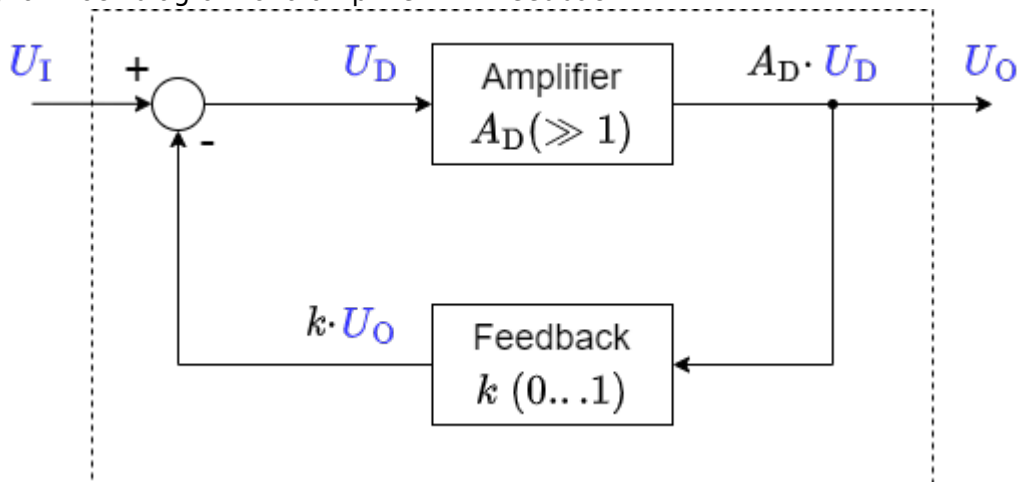 U_I
+
U_D
Amplifier
A_D(≫ 1)
A_D· U_D
U_O
-
k·U_O
Feedback
k (0...1)